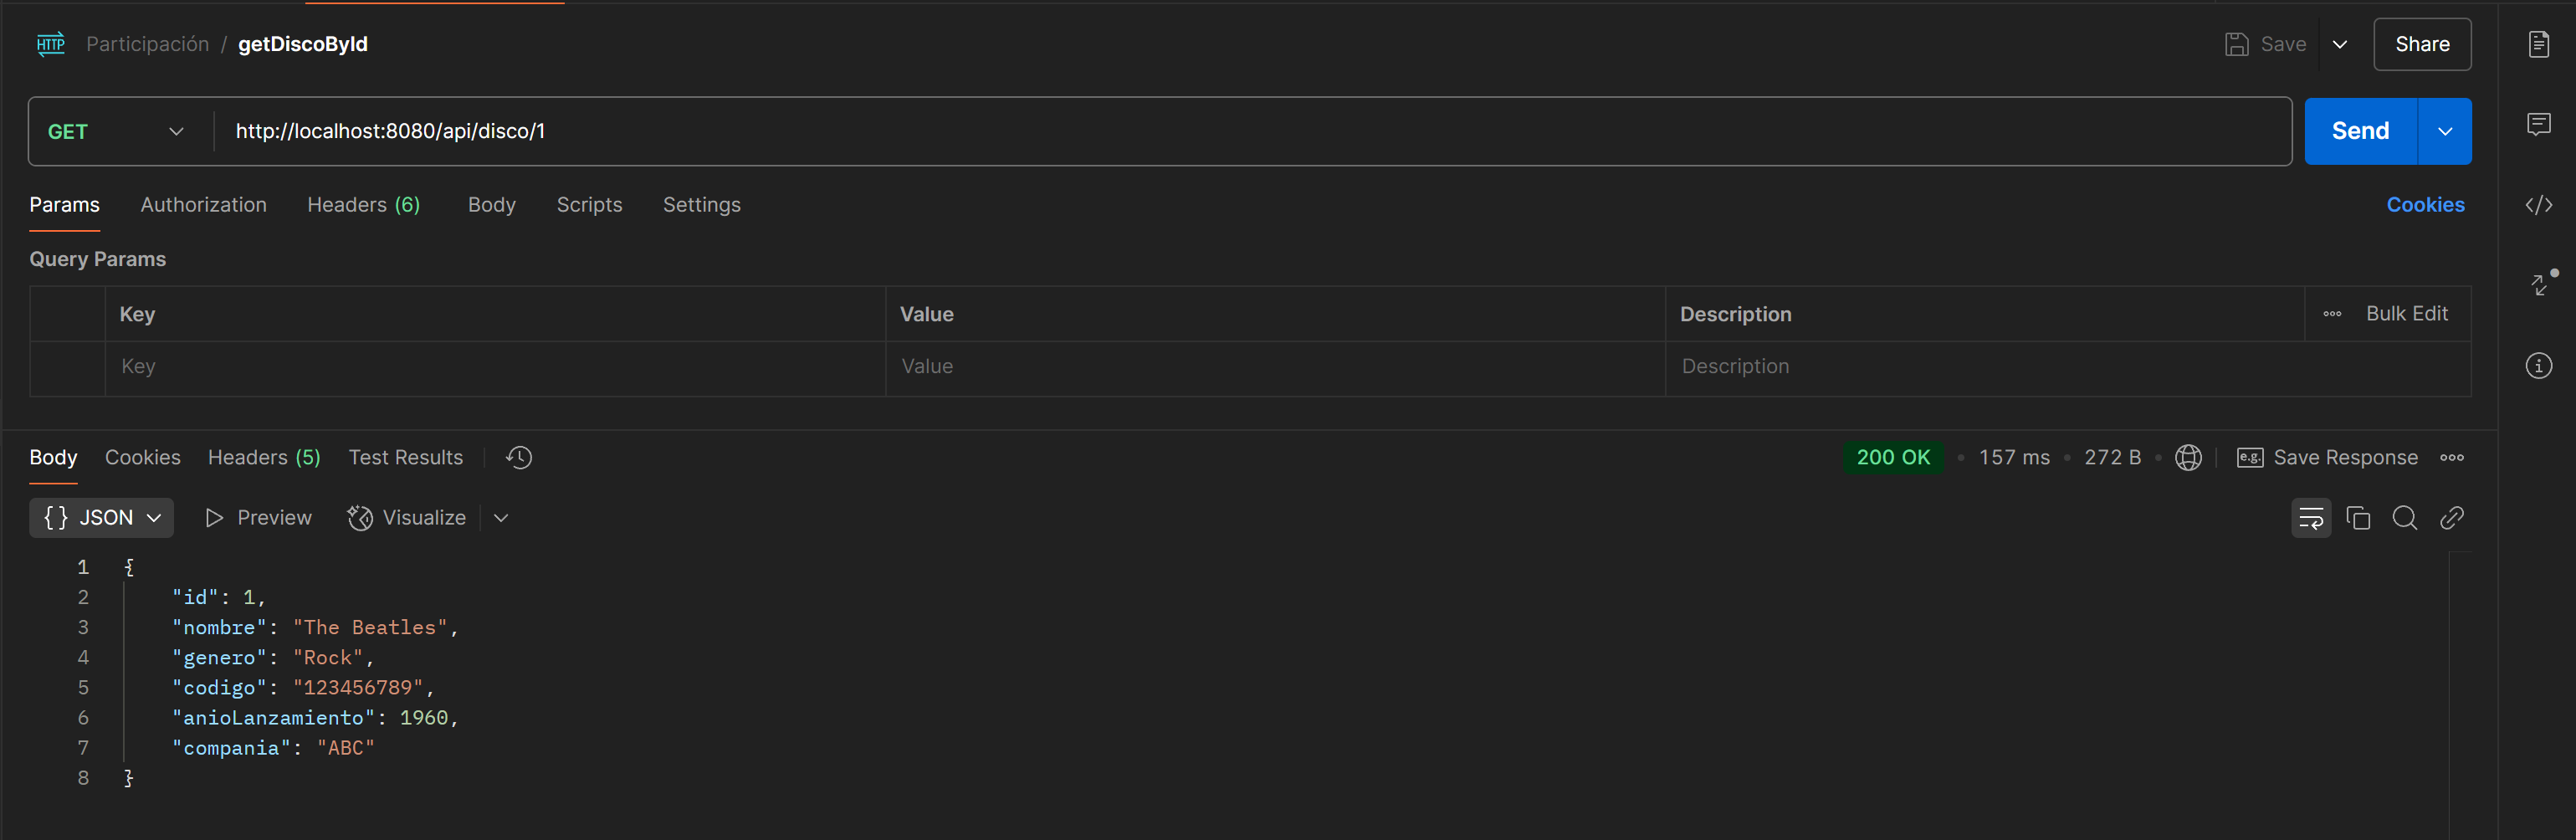 HTTP Participación / getDiscoById Save Share
GET http://localhost:8080/api/disco/1 Send
Params Authorization Headers (6) Body Scripts Settings Cookies
Query Params
Key Value Description Bulk Edit
Key Value Description
Body Cookies Headers (5) Test Results 200 OK • 157 ms • 272 B • e.g. Save Response
{} JSON Preview Visualize
1 {
2 "id": 1,
3 "nombre": "The Beatles",
4 "genero": "Rock",
5 "codigo": "123456789",
6 "anioLanzamiento": 1960,
7 "compania": "ABC"
8 }